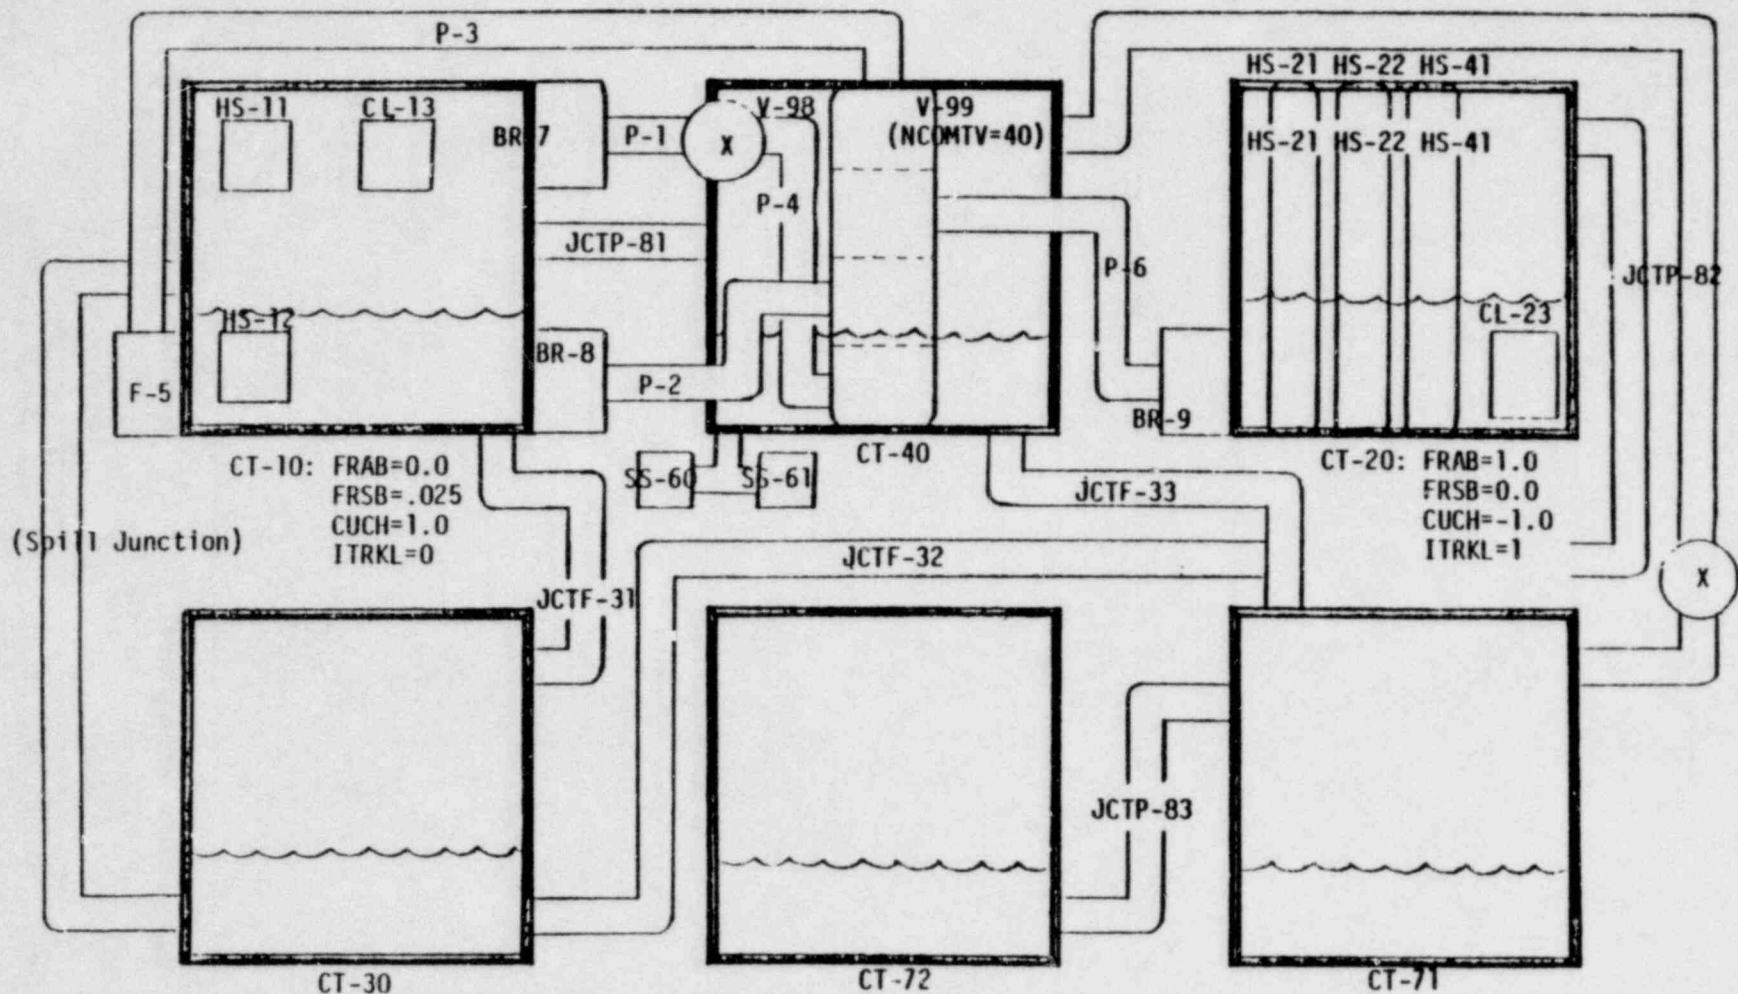 P-3
HS-21 HS-22 HS-41
HS-11 CL-13
BR-7
P-1
X
V-98
V-99
(NCOMTV=40)
HS-21 HS-22 HS-41
P-4
JCTP-81
P-6
JCTP-82
HS-12
CL-23
BR-8
F-5
P-2
BR-9
CT-40
CT-10: FRAB=0.0
FRSB=.025
CUCH=1.0
ITRKL=0
SS-60 SS-61
JCTF-33
CT-20: FRAB=1.0
FRSB=0.0
CUCH=-1.0
ITRKL=1
(Spill Junction)
JCTF-32
X
JCTF-31
JCTP-83
CT-30
CT-72
CT-71